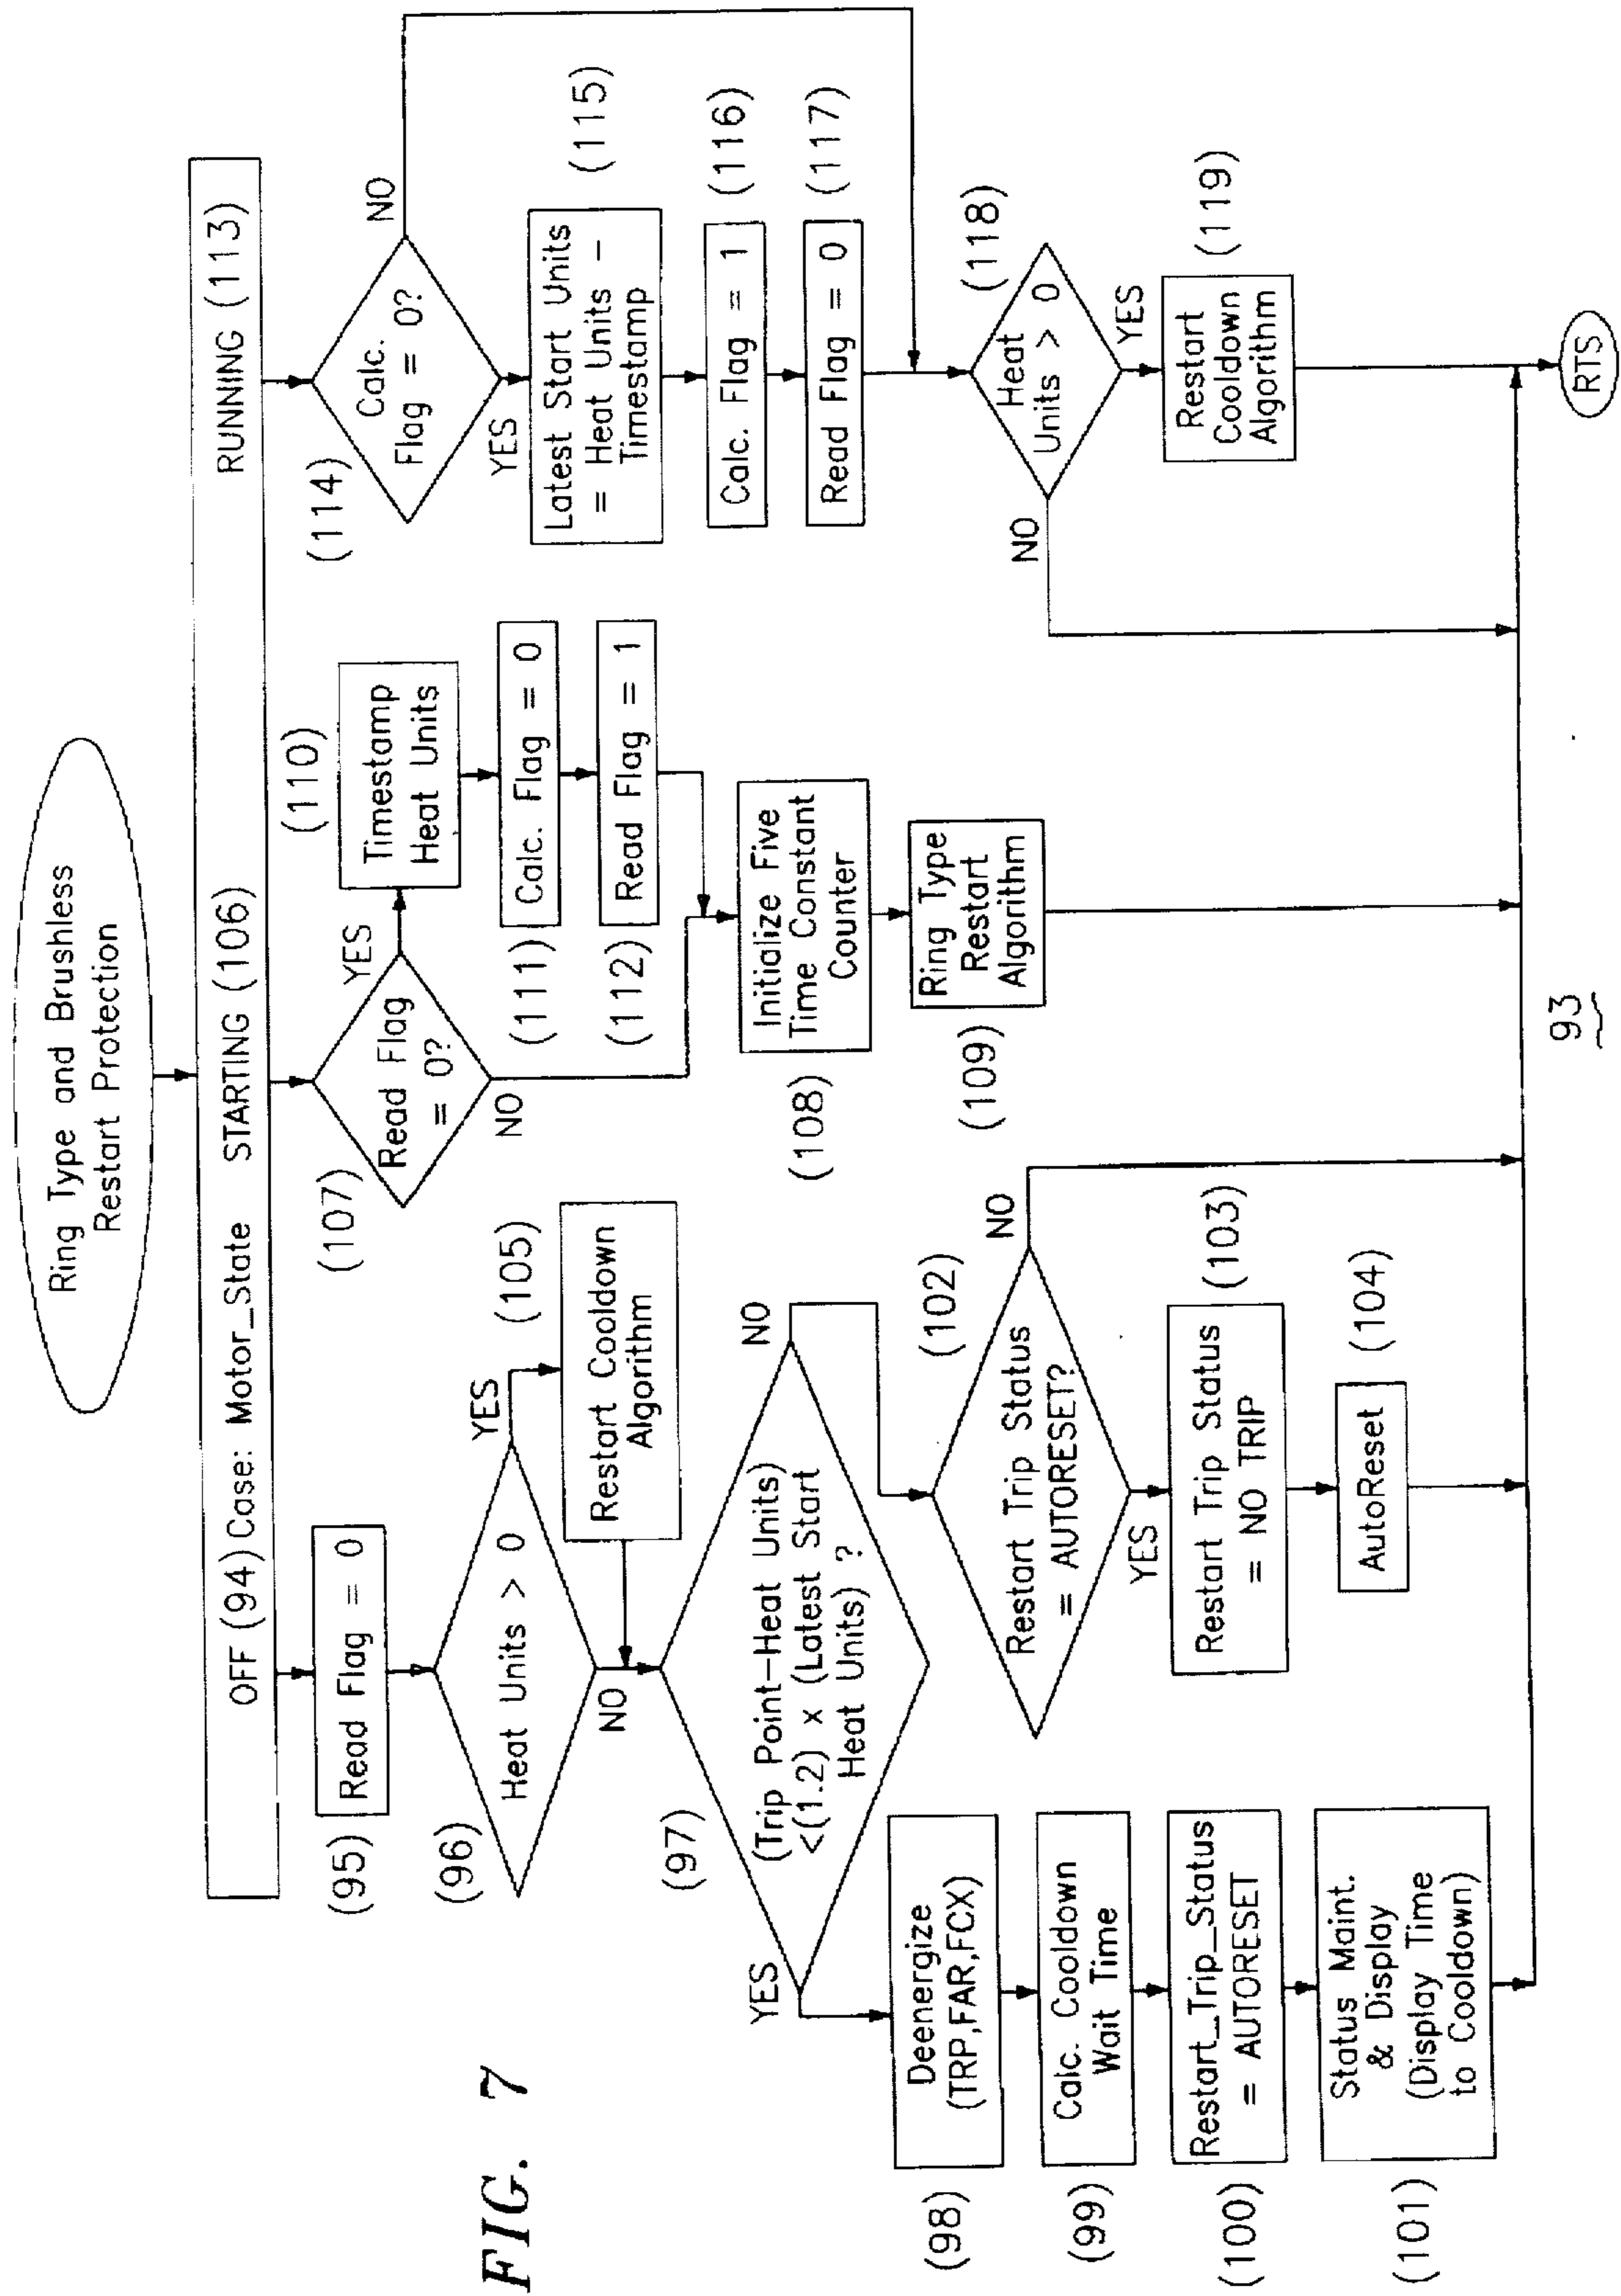 Ring Type and Brushless
Restart Protection
OFF (94) Case: Motor_State STARTING (106) RUNNING (113)
(95)
Read Flag = 0
(96)
Heat Units > 0
YES
NO
(105)
Restart Cooldown
Algorithm
(97)
(Trip Point-Heat Units)
<(1.2) x (Latest Start
Heat Units) ?
YES
NO
(98)
Deenergize
(TRP,FAR,FCX)
(99)
Calc. Cooldown
Wait Time
(100)
Restart_Trip_Status
= AUTORESET
(101)
Status Maint.
& Display
(Display Time
to Cooldown)
(102)
Restart Trip Status
= AUTORESET?
NO
YES
(103)
Restart Trip Status
= NO TRIP
(104)
AutoReset
(107)
Read Flag
= 0?
YES
NO
(110)
Timestamp
Heat Units
(111)
Calc. Flag = 0
(112)
Read Flag = 1
(108)
Initialize Five
Time Constant
Counter
(109)
Ring Type
Restart
Algorithm
(114)
Calc.
Flag = 0?
NO
YES
(115)
Latest Start Units
= Heat Units –
Timestamp
(116)
Calc. Flag = 1
(117)
Read Flag = 0
(118)
Heat
Units > 0
NO
YES
(119)
Restart
Cooldown
Algorithm
RTS
93
FIG. 7